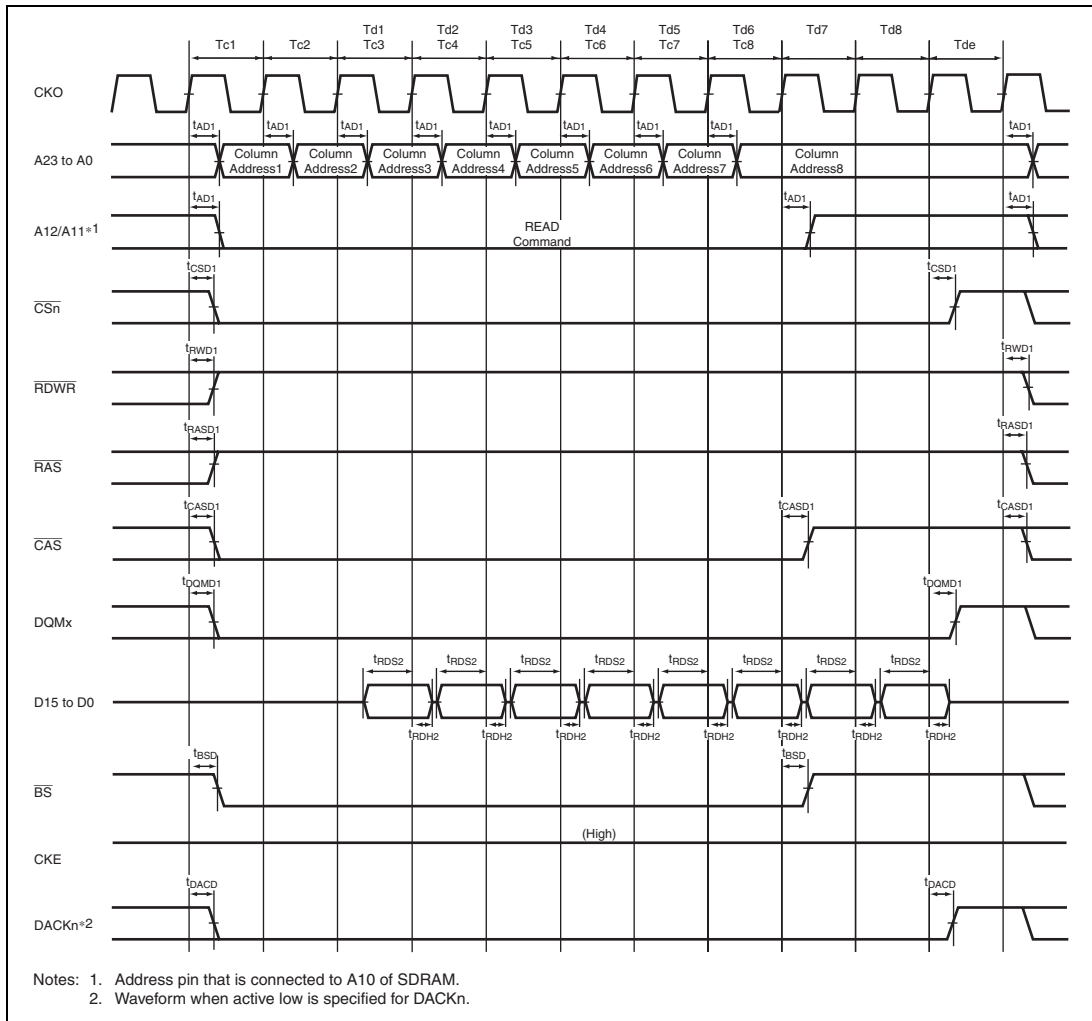 Td1 Td2 Td3 Td4 Td5 Td6
Tc1 Tc2 Tc3 Tc4 Tc5 Tc6 Tc7 Tc8 Td7 Td8 Tde
CKO
tAD1 tAD1 tAD1 tAD1 tAD1 tAD1 tAD1 tAD1 tAD1
A23 to A0
Column Address1
Column Address2
Column Address3
Column Address4
Column Address5
Column Address6
Column Address7
Column Address8
tAD1 tAD1 tAD1
A12/A11*1
READ
Command
tCSD1 tCSD1
CSn
tRWD1 tRWD1
RDWR
tRASD1 tRASD1
RAS
tCASD1 tCASD1 tCASD1
CAS
tDQMD1 tDQMD1
DQMx
tRDS2 tRDS2 tRDS2 tRDS2 tRDS2 tRDS2 tRDS2 tRDS2
D15 to D0
tRDH2 tRDH2 tRDH2 tRDH2 tRDH2 tRDH2 tRDH2 tRDH2
tBSD tBSD
BS
(High)
CKE
tDACD tDACD
DACKn*2
Notes: 1. Address pin that is connected to A10 of SDRAM.
2. Waveform when active low is specified for DACKn.